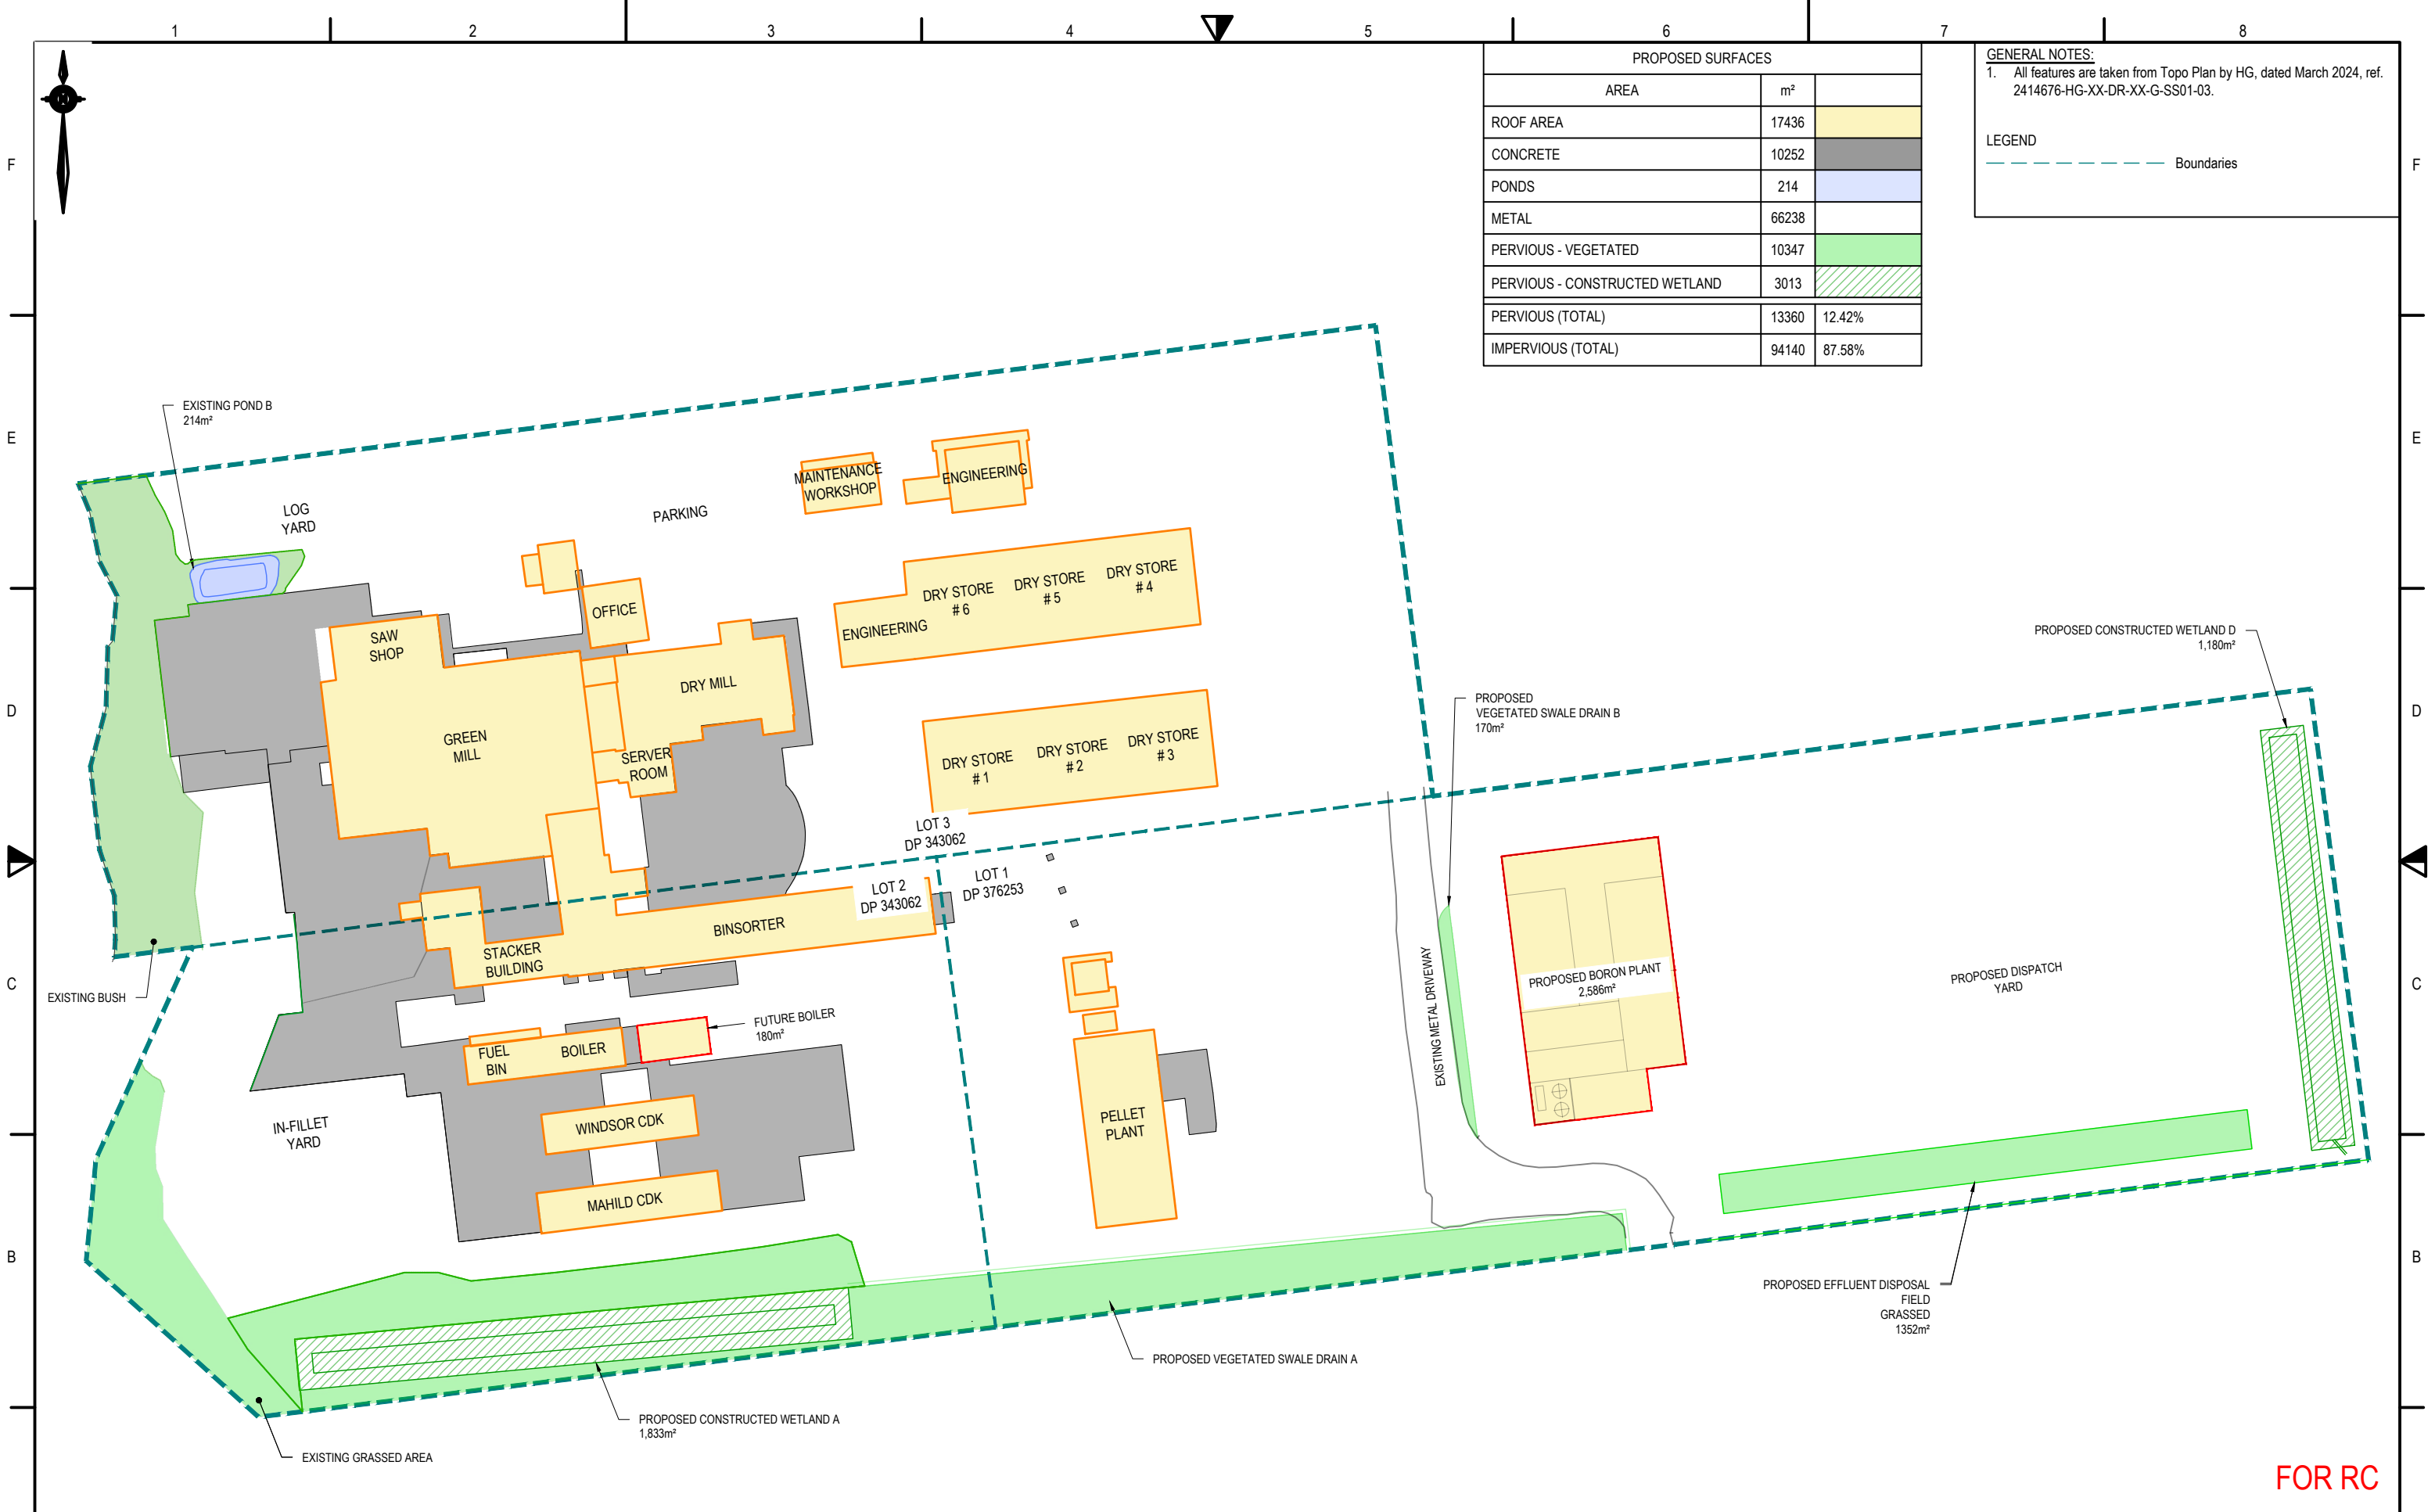 1
2
3
4
5
6
7
8
F
E
D
C
B
F
E
D
C
B
PROPOSED SURFACES
AREA m²
ROOF AREA 17436
CONCRETE 10252
PONDS 214
METAL 66238
PERVIOUS - VEGETATED 10347
PERVIOUS - CONSTRUCTED WETLAND 3013
PERVIOUS (TOTAL) 13360 12.42%
IMPERVIOUS (TOTAL) 94140 87.58%
GENERAL NOTES:
1. All features are taken from Topo Plan by HG, dated March 2024, ref.
2414676-HG-XX-DR-XX-G-SS01-03.
LEGEND
Boundaries
EXISTING POND B
214m²
LOG
YARD
PARKING
MAINTENANCE
WORKSHOP
ENGINEERING
OFFICE
SAW
SHOP
DRY MILL
GREEN
MILL
SERVER
ROOM
ENGINEERING
DRY STORE
# 6
DRY STORE
# 5
DRY STORE
# 4
DRY STORE
# 1
DRY STORE
# 2
DRY STORE
# 3
LOT 3
DP 343062
LOT 2
DP 343062
LOT 1
DP 376253
BINSORTER
STACKER
BUILDING
EXISTING BUSH
FUEL
BIN
BOILER
FUTURE BOILER
180m²
WINDSOR CDK
MAHILD CDK
IN-FILLET
YARD
PELLET
PLANT
PROPOSED
VEGETATED SWALE DRAIN B
170m²
EXISTING METAL DRIVEWAY
PROPOSED BORON PLANT
2,586m²
PROPOSED DISPATCH
YARD
PROPOSED CONSTRUCTED WETLAND D
1,180m²
PROPOSED EFFLUENT DISPOSAL
FIELD
GRASSED
1352m²
PROPOSED VEGETATED SWALE DRAIN A
PROPOSED CONSTRUCTED WETLAND A
1,833m²
EXISTING GRASSED AREA
FOR RC